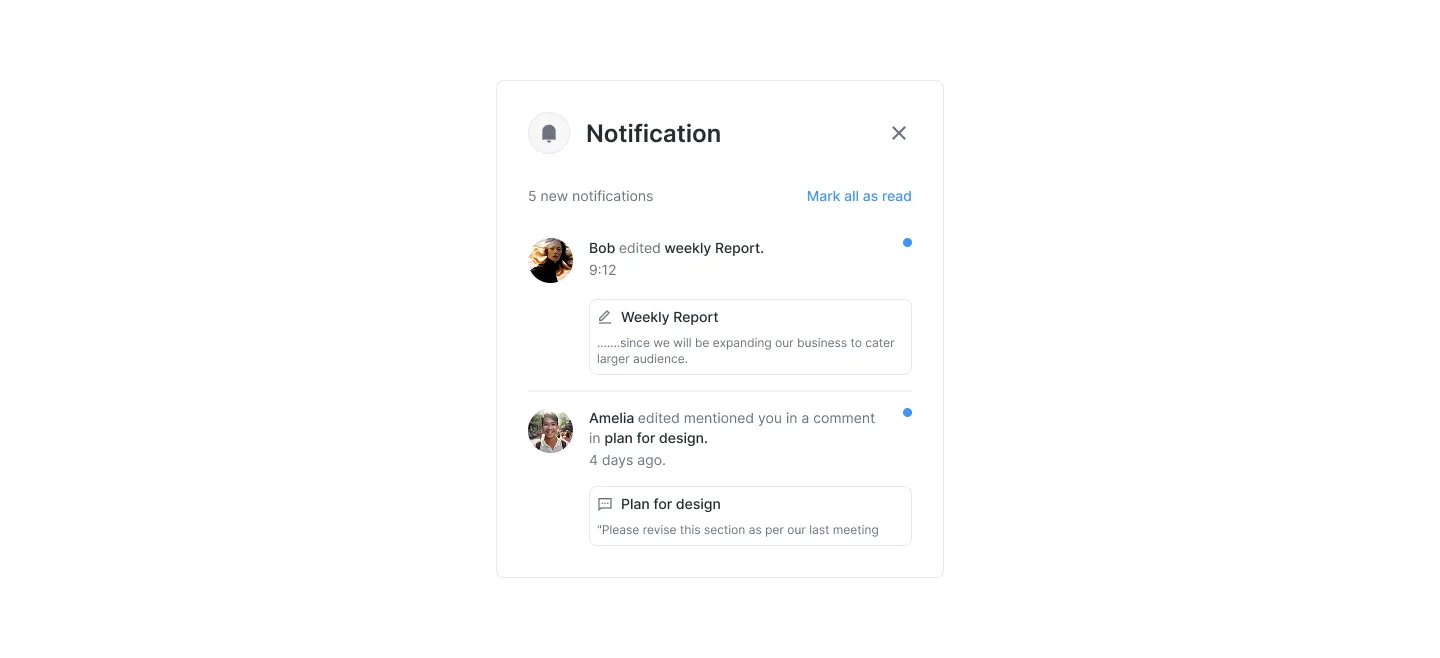 Notification
5 new notifications
Mark all as read
Bob edited weekly Report.
9:12
Weekly Report
.......since we will be expanding our business to cater
larger audience.
Amelia edited mentioned you in a comment
in plan for design.
4 days ago.
Plan for design
"Please revise this section as per our last meeting